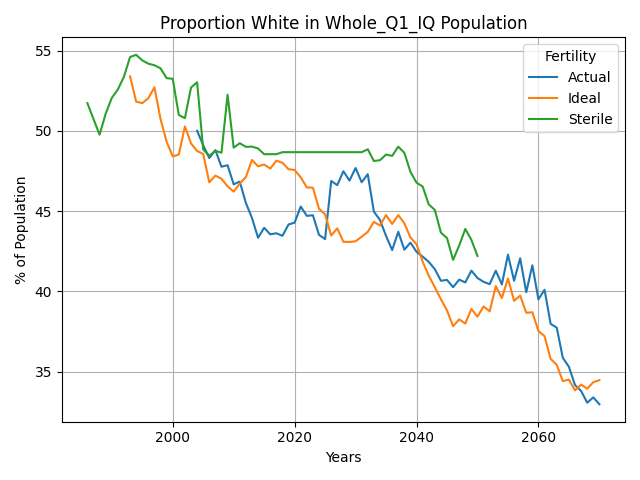 Proportion White in Whole_Q1_IQ Population
Fertility
Actual
Ideal
Sterile
% of Population
55
50
45
40
35
2000
2020
2040
2060
Years